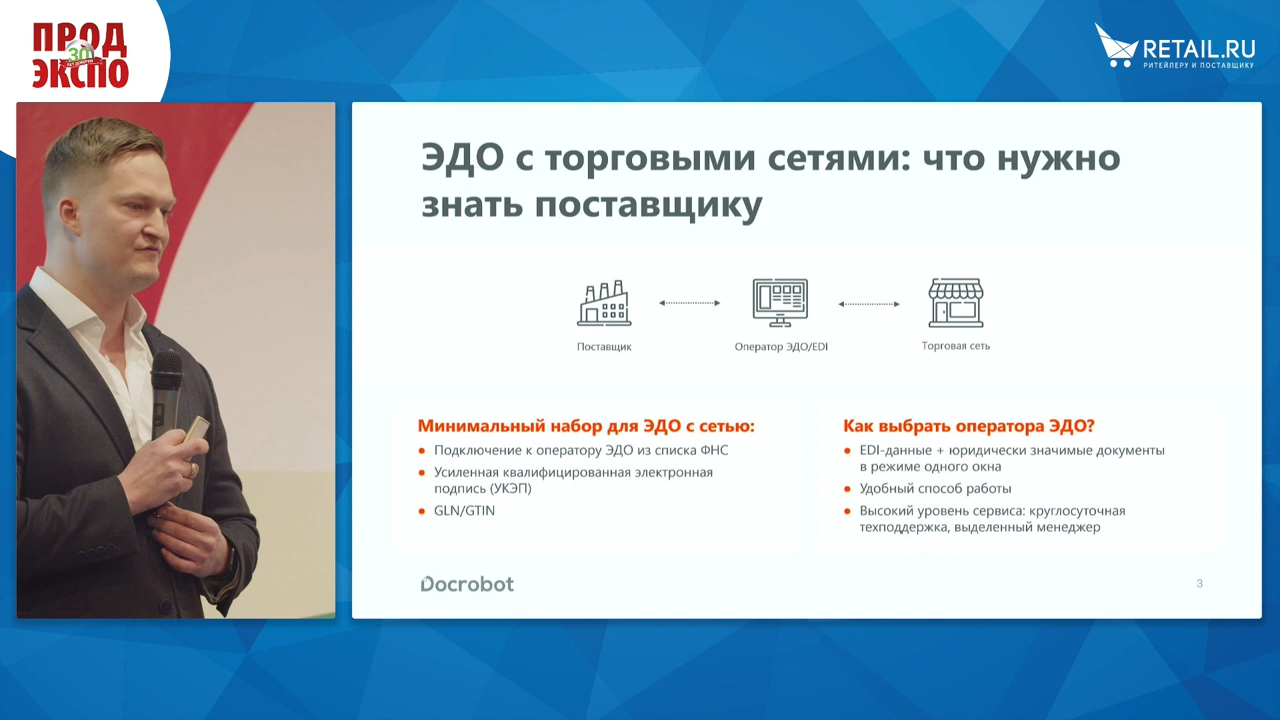 ПРОД
30
ЛЕТ ДОВЕРИЯ
ЭКСПО
RETAIL.RU
РИТЕЙЛЕРУ И ПОСТАВЩИКУ
ЭДО с торговыми сетями: что нужно
знать поставщику
Поставщик
Оператор ЭДО/EDI
Торговая сеть
Минимальный набор для ЭДО с сетью:
Подключение к оператору ЭДО из списка ФНС
Усиленная квалифицированная электронная
подпись (УКЭП)
GLN/GTIN
Как выбрать оператора ЭДО?
EDI-данные + юридически значимые документы
в режиме одного окна
Удобный способ работы
Высокий уровень сервиса: круглосуточная
техподдержка, выделенный менеджер
Docrobot
3